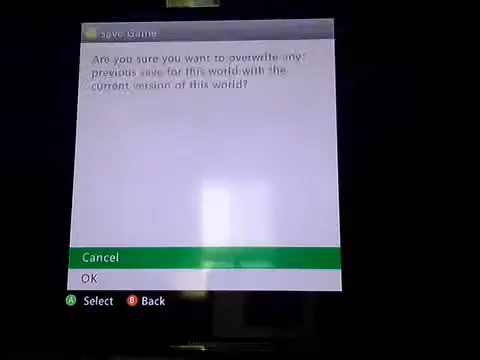 Save Game
Are you sure you want to overwrite any
previous save for this world with the
current version of this world?
Cancel
OK
A Select B Back